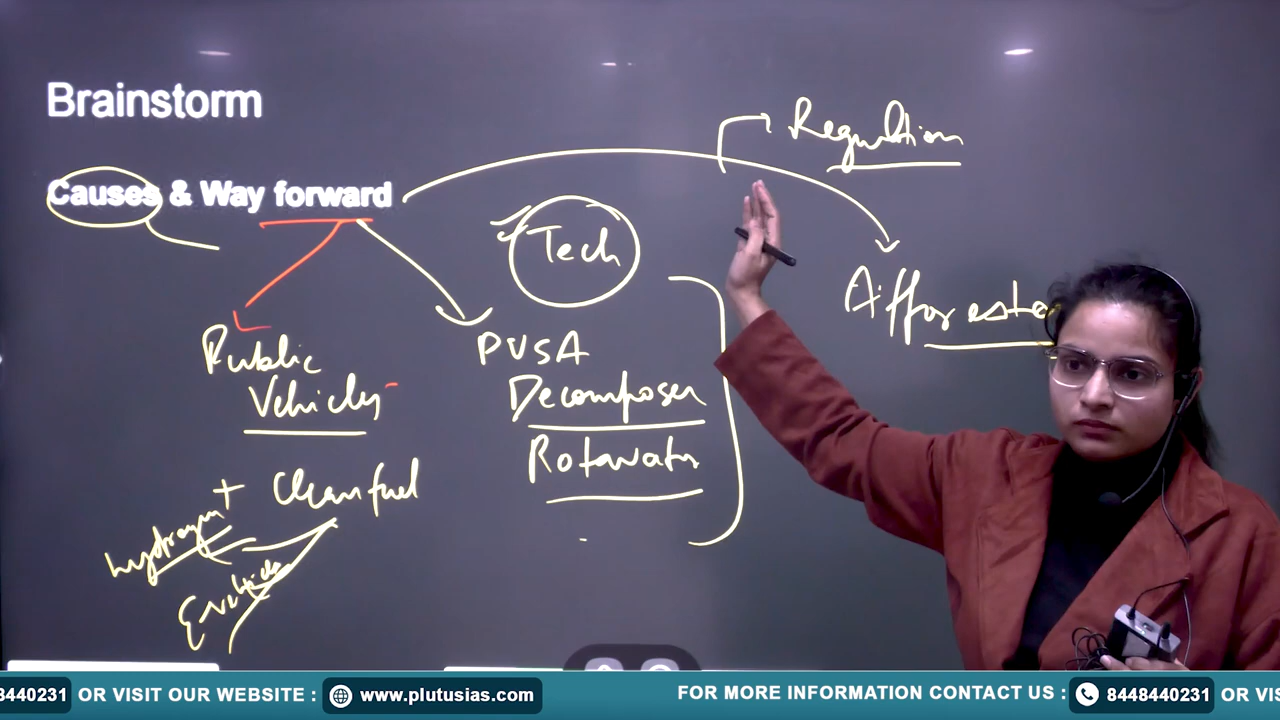 Brainstorm
Causes & Way forward
Regulation
Tech
Afforesta
Public
Vehicles
PUSA
Decomposer
Rotavator
+ Clean fuel
hydrogen
E-vehicle
8440231 OR VISIT OUR WEBSITE : www.plutusias.com FOR MORE INFORMATION CONTACT US : 8448440231 OR VIS